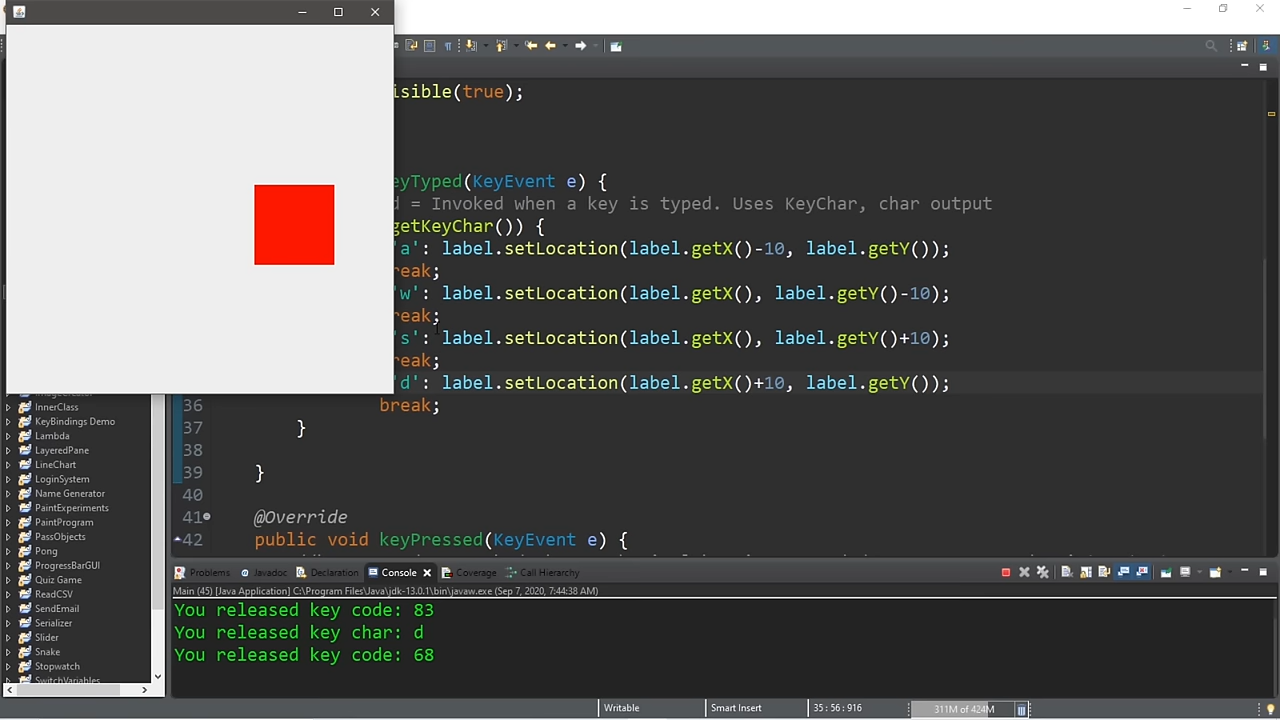 isible(true);
eyTyped(KeyEvent e) {
d = Invoked when a key is typed. Uses KeyChar, char output
getKeyChar()) {
'a': label.setLocation(label.getX()-10, label.getY());
reak;
'w': label.setLocation(label.getX(), label.getY()-10);
reak;
's': label.setLocation(label.getX(), label.getY()+10);
reak;
'd': label.setLocation(label.getX()+10, label.getY());
36 break;
37 }
38
39 }
40
41 @Override
42 public void keyPressed(KeyEvent e) {
InnerClass
KeyBindings Demo
Lambda
LayeredPane
LineChart
LoginSystem
Name Generator
PaintExperiments
PaintProgram
PassObjects
Pong
ProgressBarGUI
Quiz Game
ReadCSV
SendEmail
Serializer
Slider
Snake
Stopwatch
SwitchVariables
Problems Javadoc Declaration Console Coverage Call Hierarchy
Main (45) [Java Application] C:\Program Files\Java\jdk-13.0.1\bin\javaw.exe (Sep 7, 2020, 7:44:38 AM)
You released key code: 83
You released key char: d
You released key code: 68
Writable Smart Insert 35 : 56 : 916 311M of 424M